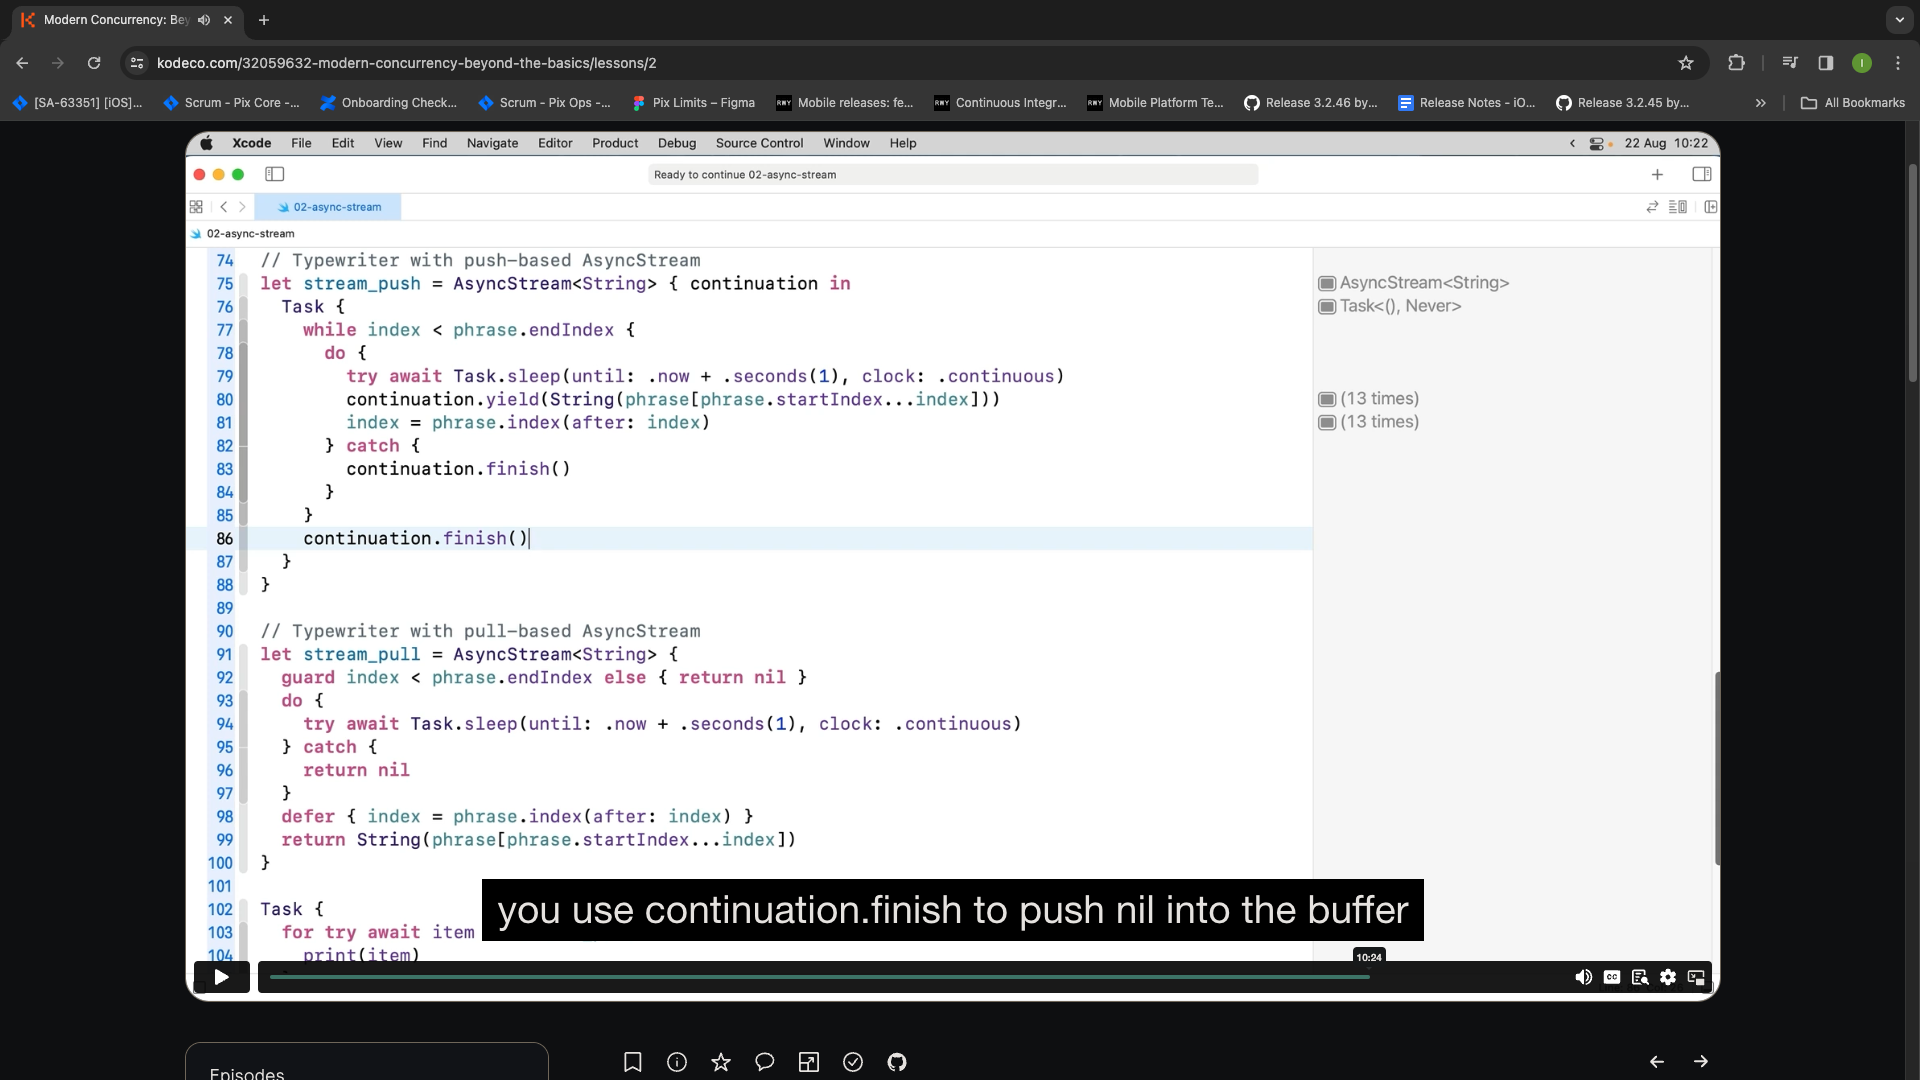 Modern Concurrency: Bey
kodeco.com/32059632-modern-concurrency-beyond-the-basics/lessons/2
I
[SA-63351] [iOS]...
Scrum - Pix Core -...
Onboarding Check...
Scrum - Pix Ops -...
Pix Limits – Figma
RWY Mobile releases: fe...
RWY Continuous Integr...
RWY Mobile Platform Te...
Release 3.2.46 by...
Release Notes - iO...
Release 3.2.45 by...
»
All Bookmarks
Xcode File Edit View Find Navigate Editor Product Debug Source Control Window Help
22 Aug 10:22
Ready to continue 02-async-stream
02-async-stream
02-async-stream
74 // Typewriter with push-based AsyncStream
75 let stream_push = AsyncStream<String> { continuation in
AsyncStream<String>
76 Task {
Task<(), Never>
77 while index < phrase.endIndex {
78 do {
79 try await Task.sleep(until: .now + .seconds(1), clock: .continuous)
80 continuation.yield(String(phrase[phrase.startIndex...index]))
(13 times)
81 index = phrase.index(after: index)
(13 times)
82 } catch {
83 continuation.finish()
84 }
85 }
86 continuation.finish()
87 }
88 }
89
90 // Typewriter with pull-based AsyncStream
91 let stream_pull = AsyncStream<String> {
92 guard index < phrase.endIndex else { return nil }
93 do {
94 try await Task.sleep(until: .now + .seconds(1), clock: .continuous)
95 } catch {
96 return nil
97 }
98 defer { index = phrase.index(after: index) }
99 return String(phrase[phrase.startIndex...index])
100 }
101
102 Task {
103 for try await item
104 print(item)
you use continuation.finish to push nil into the buffer
10:24
CC
Episodes